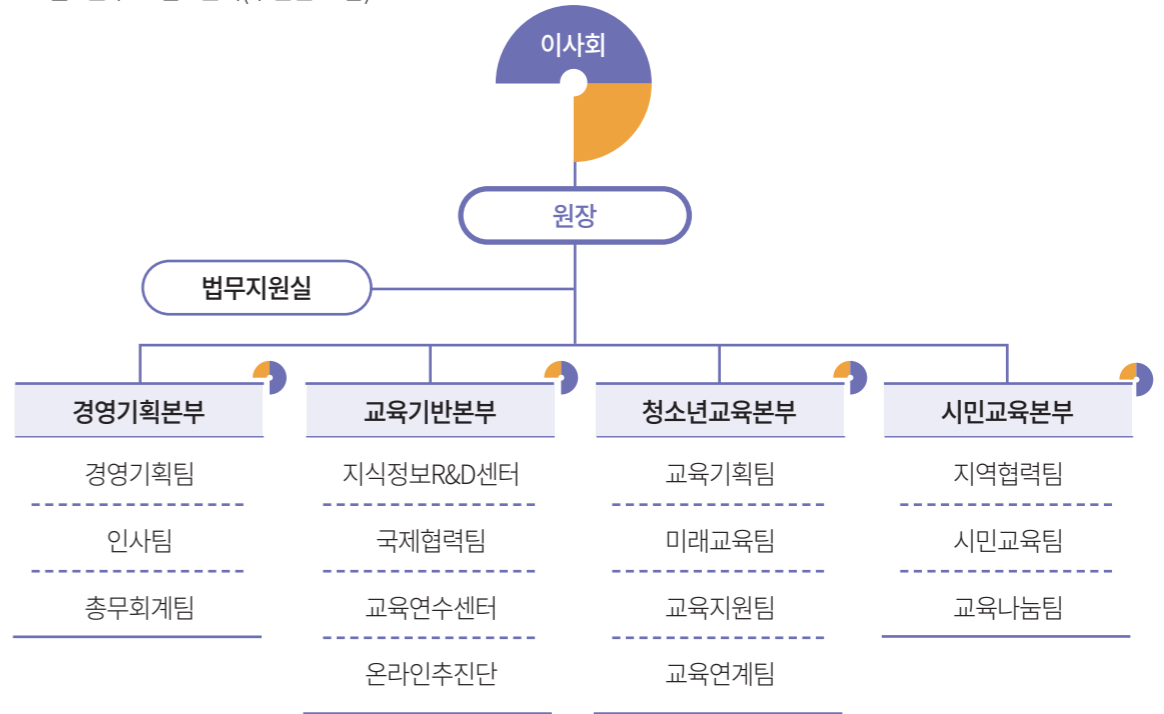 이사회
원장
법무지원실
경영기획본부
경영기획팀
인사팀
총무회계팀
교육기반본부
지식정보R&D센터
국제협력팀
교육연수센터
온라인추진단
청소년교육본부
교육기획팀
미래교육팀
교육지원팀
교육연계팀
시민교육본부
지역협력팀
시민교육팀
교육나눔팀